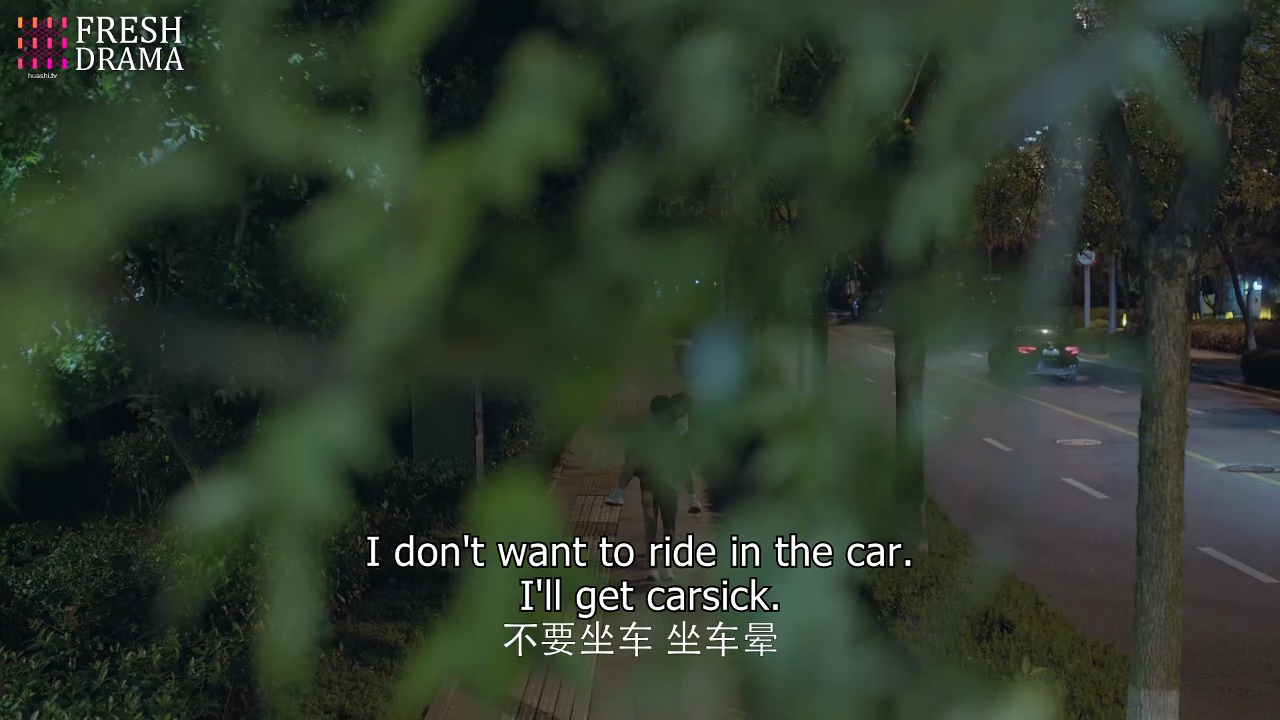 FRESH
DRAMA
huashi.tv
I don't want to ride in the car.
I'll get carsick.
不要坐车 坐车晕